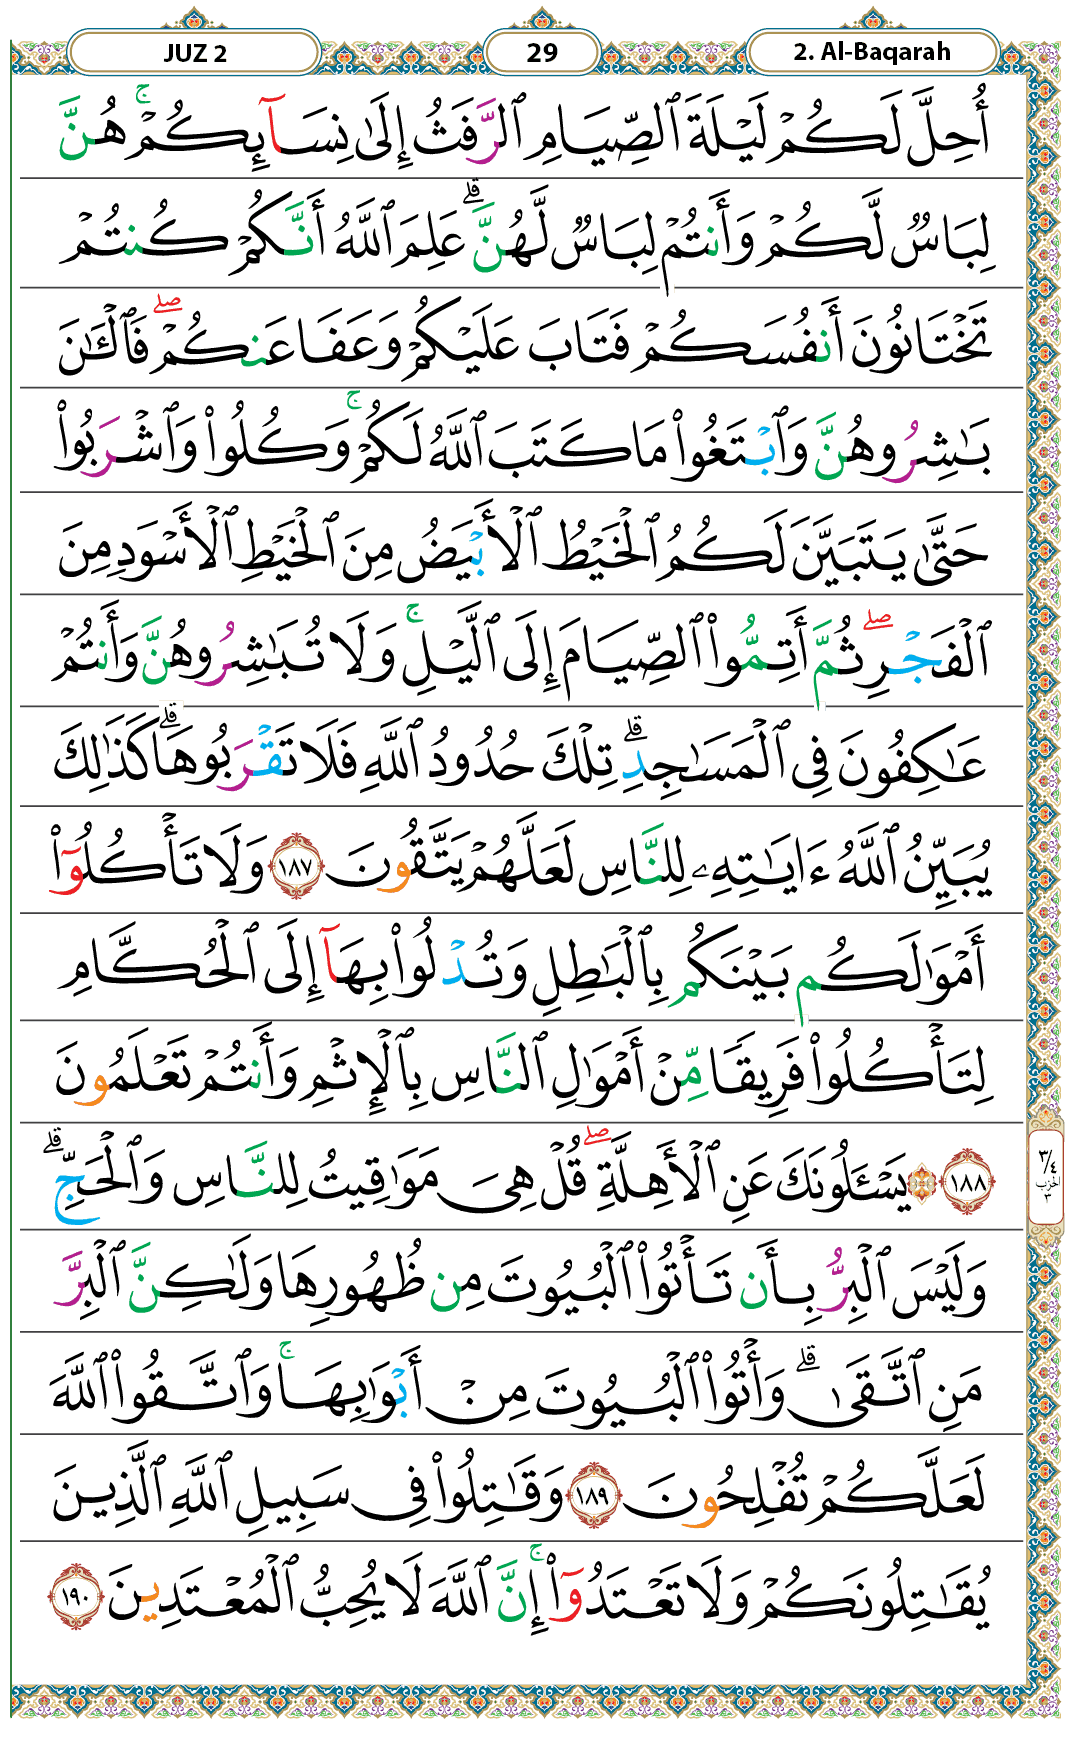 JUZ 2
29
2. Al-Baqarah
أُحِلَّ لَكُمْ لَيْلَةَ ٱلصِّيَامِ ٱلرَّفَثُ إِلَىٰ نِسَآئِكُمْ ۚ هُنَّ
لِبَاسٌ لَّكُمْ وَأَنتُمْ لِبَاسٌ لَّهُنَّ ۗ عَلِمَ ٱللَّهُ أَنَّكُمْ كُنتُمْ
تَخْتَانُونَ أَنفُسَكُمْ فَتَابَ عَلَيْكُمْ وَعَفَا عَنكُمْ ۖ فَٱلْـَٰٔنَ
بَـٰشِرُوهُنَّ وَٱبْتَغُوا۟ مَا كَتَبَ ٱللَّهُ لَكُمْ ۚ وَكُلُوا۟ وَٱشْرَبُوا۟
حَتَّىٰ يَتَبَيَّنَ لَكُمُ ٱلْخَيْطُ ٱلْأَبْيَضُ مِنَ ٱلْخَيْطِ ٱلْأَسْوَدِ مِنَ
ٱلْفَجْرِ ۖ ثُمَّ أَتِمُّوا۟ ٱلصِّيَامَ إِلَى ٱلَّيْلِ ۚ وَلَا تُبَـٰشِرُوهُنَّ وَأَنتُمْ
عَـٰكِفُونَ فِى ٱلْمَسَـٰجِدِ ۗ تِلْكَ حُدُودُ ٱللَّهِ فَلَا تَقْرَبُوهَا ۗ كَذَٰلِكَ
يُبَيِّنُ ٱللَّهُ ءَايَـٰتِهِۦ لِلنَّاسِ لَعَلَّهُمْ يَتَّقُونَ ١٨٧ وَلَا تَأْكُلُوٓا۟
أَمْوَٰلَكُم بَيْنَكُم بِٱلْبَـٰطِلِ وَتُدْلُوا۟ بِهَآ إِلَى ٱلْحُكَّامِ
لِتَأْكُلُوا۟ فَرِيقًا مِّنْ أَمْوَٰلِ ٱلنَّاسِ بِٱلْإِثْمِ وَأَنتُمْ تَعْلَمُونَ
١٨٨ ۞ يَسْـَٔلُونَكَ عَنِ ٱلْأَهِلَّةِ ۖ قُلْ هِىَ مَوَٰقِيتُ لِلنَّاسِ وَٱلْحَجِّ ۗ
وَلَيْسَ ٱلْبِرُّ بِأَن تَأْتُوا۟ ٱلْبُيُوتَ مِن ظُهُورِهَا وَلَـٰكِنَّ ٱلْبِرَّ
مَنِ ٱتَّقَىٰ ۗ وَأْتُوا۟ ٱلْبُيُوتَ مِنْ أَبْوَٰبِهَا ۚ وَٱتَّقُوا۟ ٱللَّهَ
لَعَلَّكُمْ تُفْلِحُونَ ١٨٩ وَقَـٰتِلُوا۟ فِى سَبِيلِ ٱللَّهِ ٱلَّذِينَ
يُقَـٰتِلُونَكُمْ وَلَا تَعْتَدُوٓا۟ ۚ إِنَّ ٱللَّهَ لَا يُحِبُّ ٱلْمُعْتَدِينَ ١٩٠
٣/٤
الحزب
٣